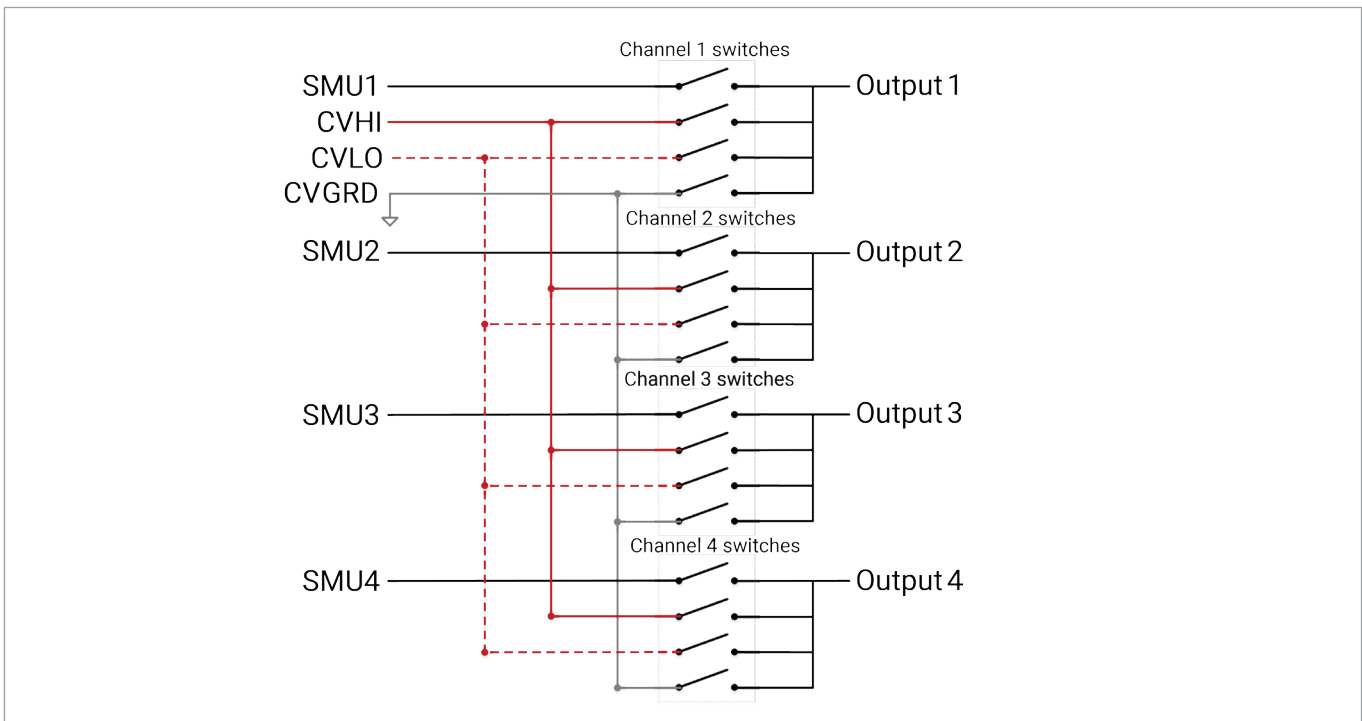 Channel 1 switches
SMU1
Output 1
CVHI
CVLO
CVGRD
Channel 2 switches
SMU2
Output 2
Channel 3 switches
SMU3
Output 3
Channel 4 switches
SMU4
Output 4